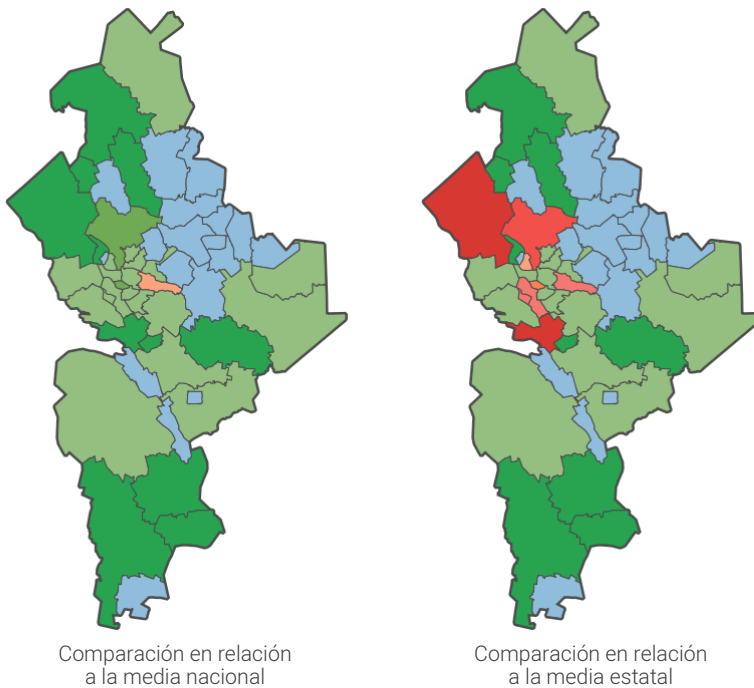 Comparación en relación
a la media nacional
Comparación en relación
a la media estatal